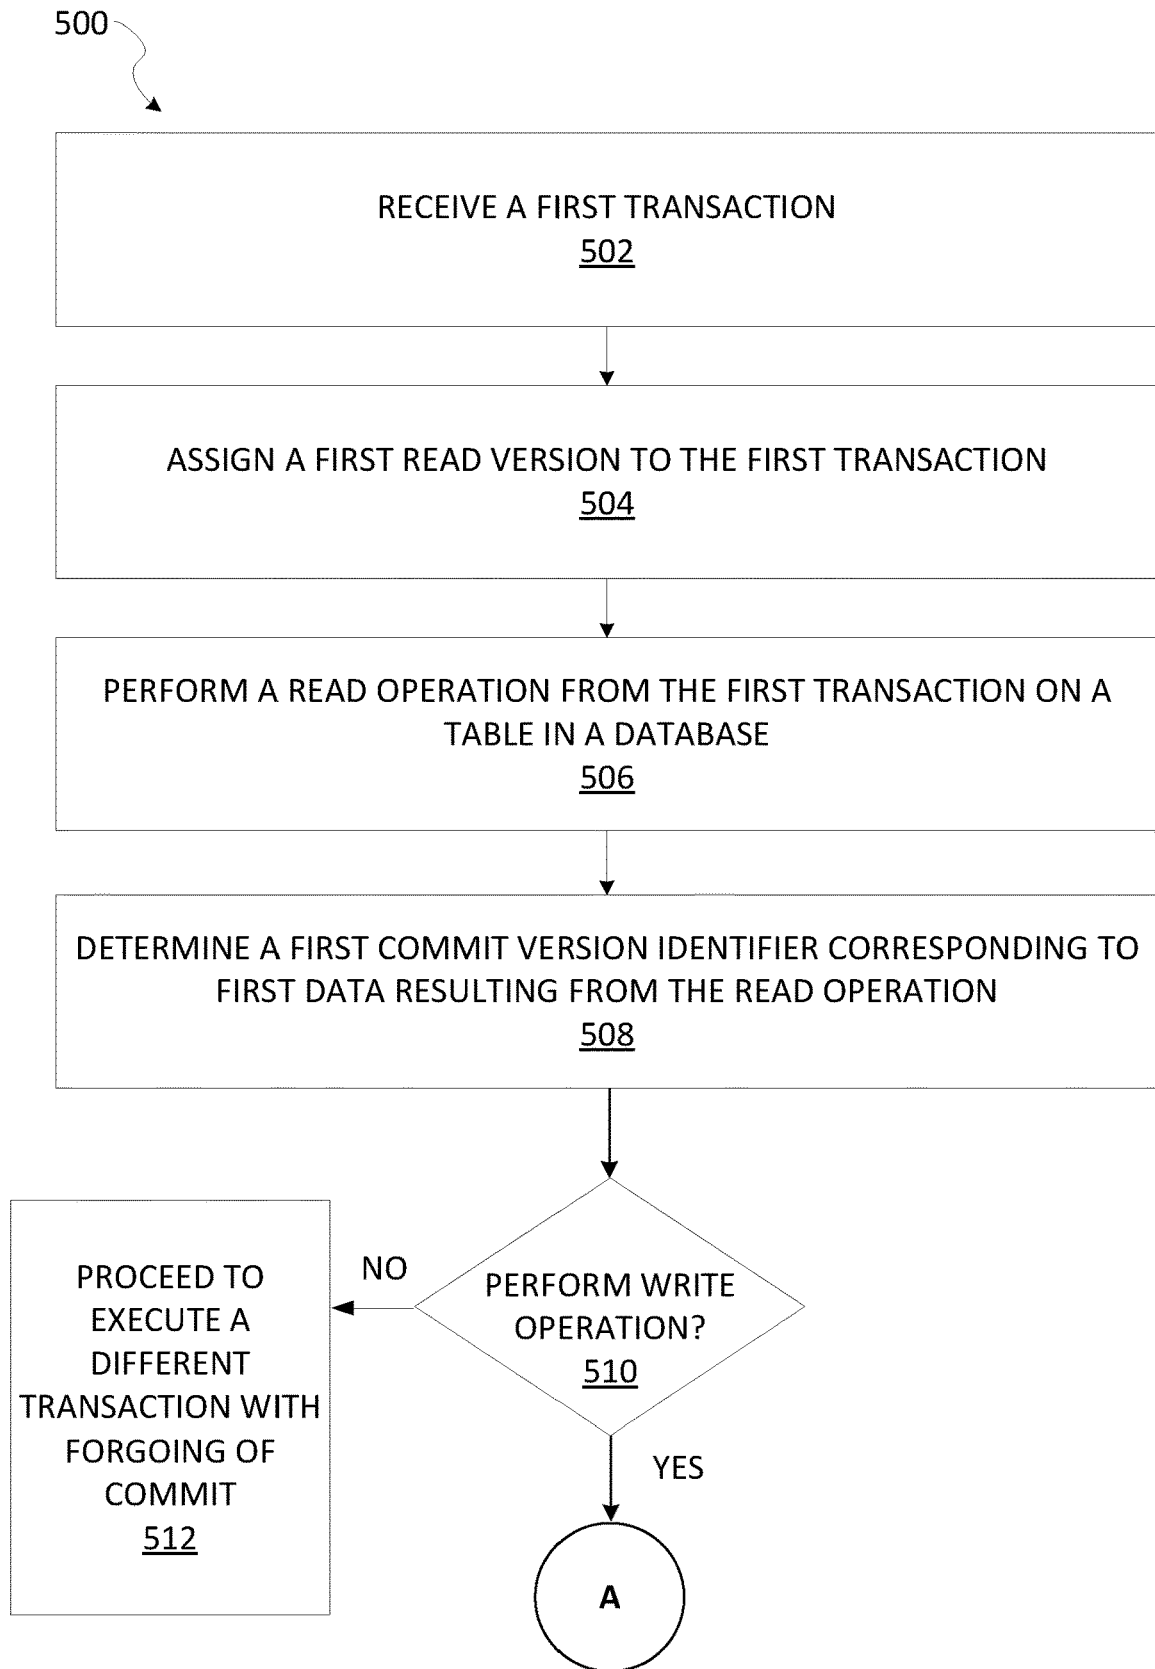 500
RECEIVE A FIRST TRANSACTION
502
ASSIGN A FIRST READ VERSION TO THE FIRST TRANSACTION
504
PERFORM A READ OPERATION FROM THE FIRST TRANSACTION ON A
TABLE IN A DATABASE
506
DETERMINE A FIRST COMMIT VERSION IDENTIFIER CORRESPONDING TO
FIRST DATA RESULTING FROM THE READ OPERATION
508
PERFORM WRITE
OPERATION?
510
NO
PROCEED TO
EXECUTE A
DIFFERENT
TRANSACTION WITH
FORGOING OF
COMMIT
512
YES
A